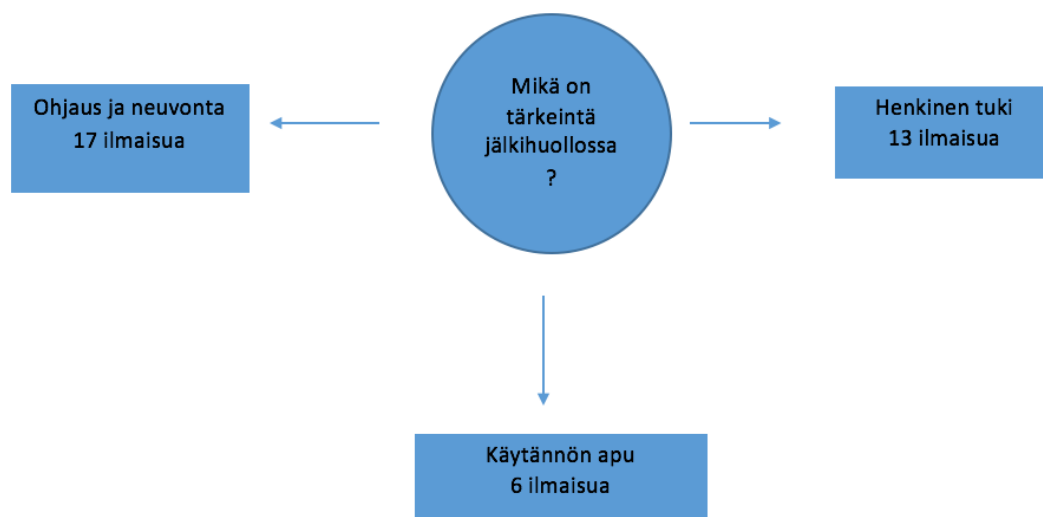 Mikä on
tärkeintä
jälkihuollossa
?
Ohjaus ja neuvonta
17 ilmaisua
Henkinen tuki
13 ilmaisua
Käytännön apu
6 ilmaisua